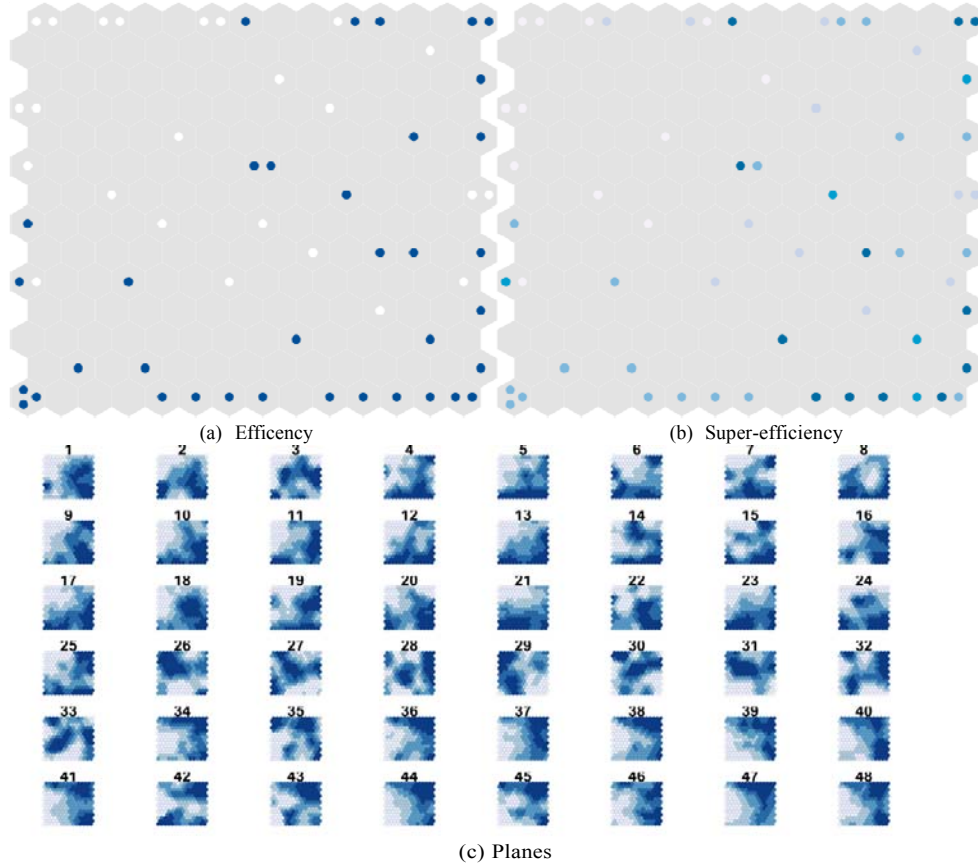 (a) Efficency
(b) Super-efficiency
1 2 3 4 5 6 7 8
9 10 11 12 13 14 15 16
17 18 19 20 21 22 23 24
25 26 27 28 29 30 31 32
33 34 35 36 37 38 39 40
41 42 43 44 45 46 47 48
(c) Planes